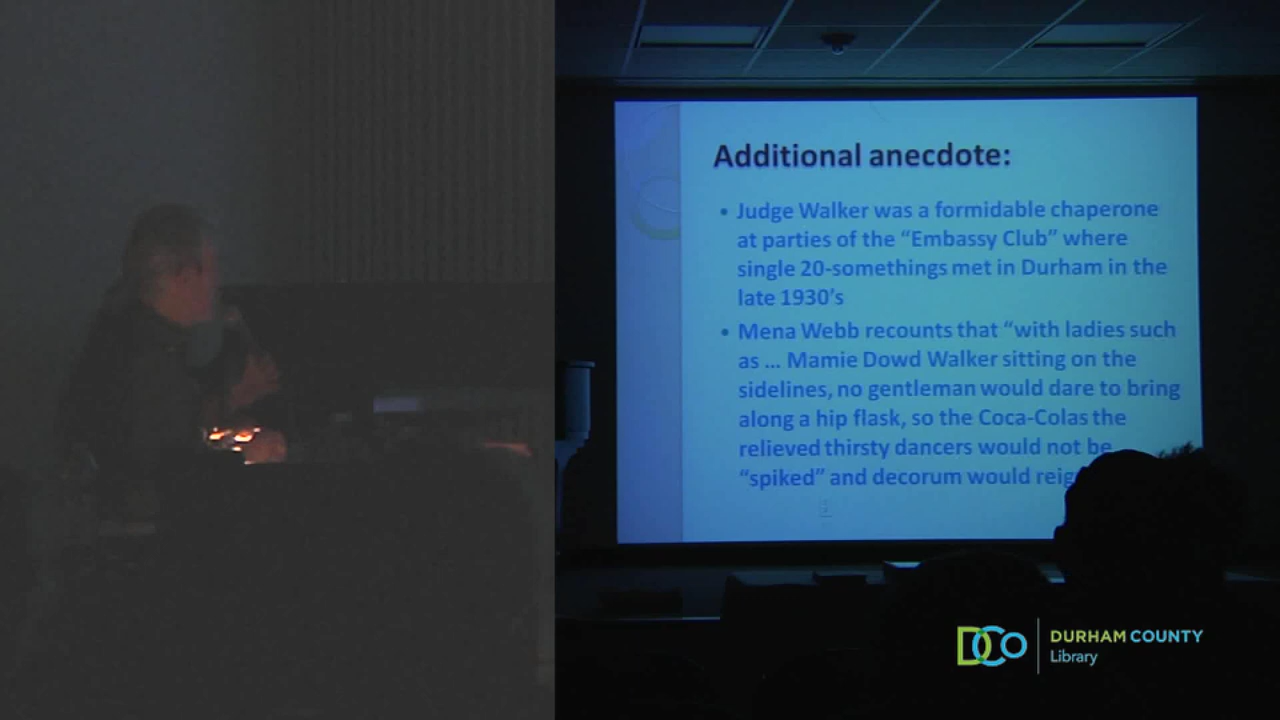 Additional anecdote:
• Judge Walker was a formidable chaperone
at parties of the “Embassy Club” where
single 20-somethings met in Durham in the
late 1930’s
• Mena Webb recounts that “with ladies such
as ... Mamie Dowd Walker sitting on the
sidelines, no gentleman would dare to bring
along a hip flask, so the Coca-Colas the
relieved thirsty dancers would not be
“spiked” and decorum would reig
DCo
DURHAM COUNTY
Library